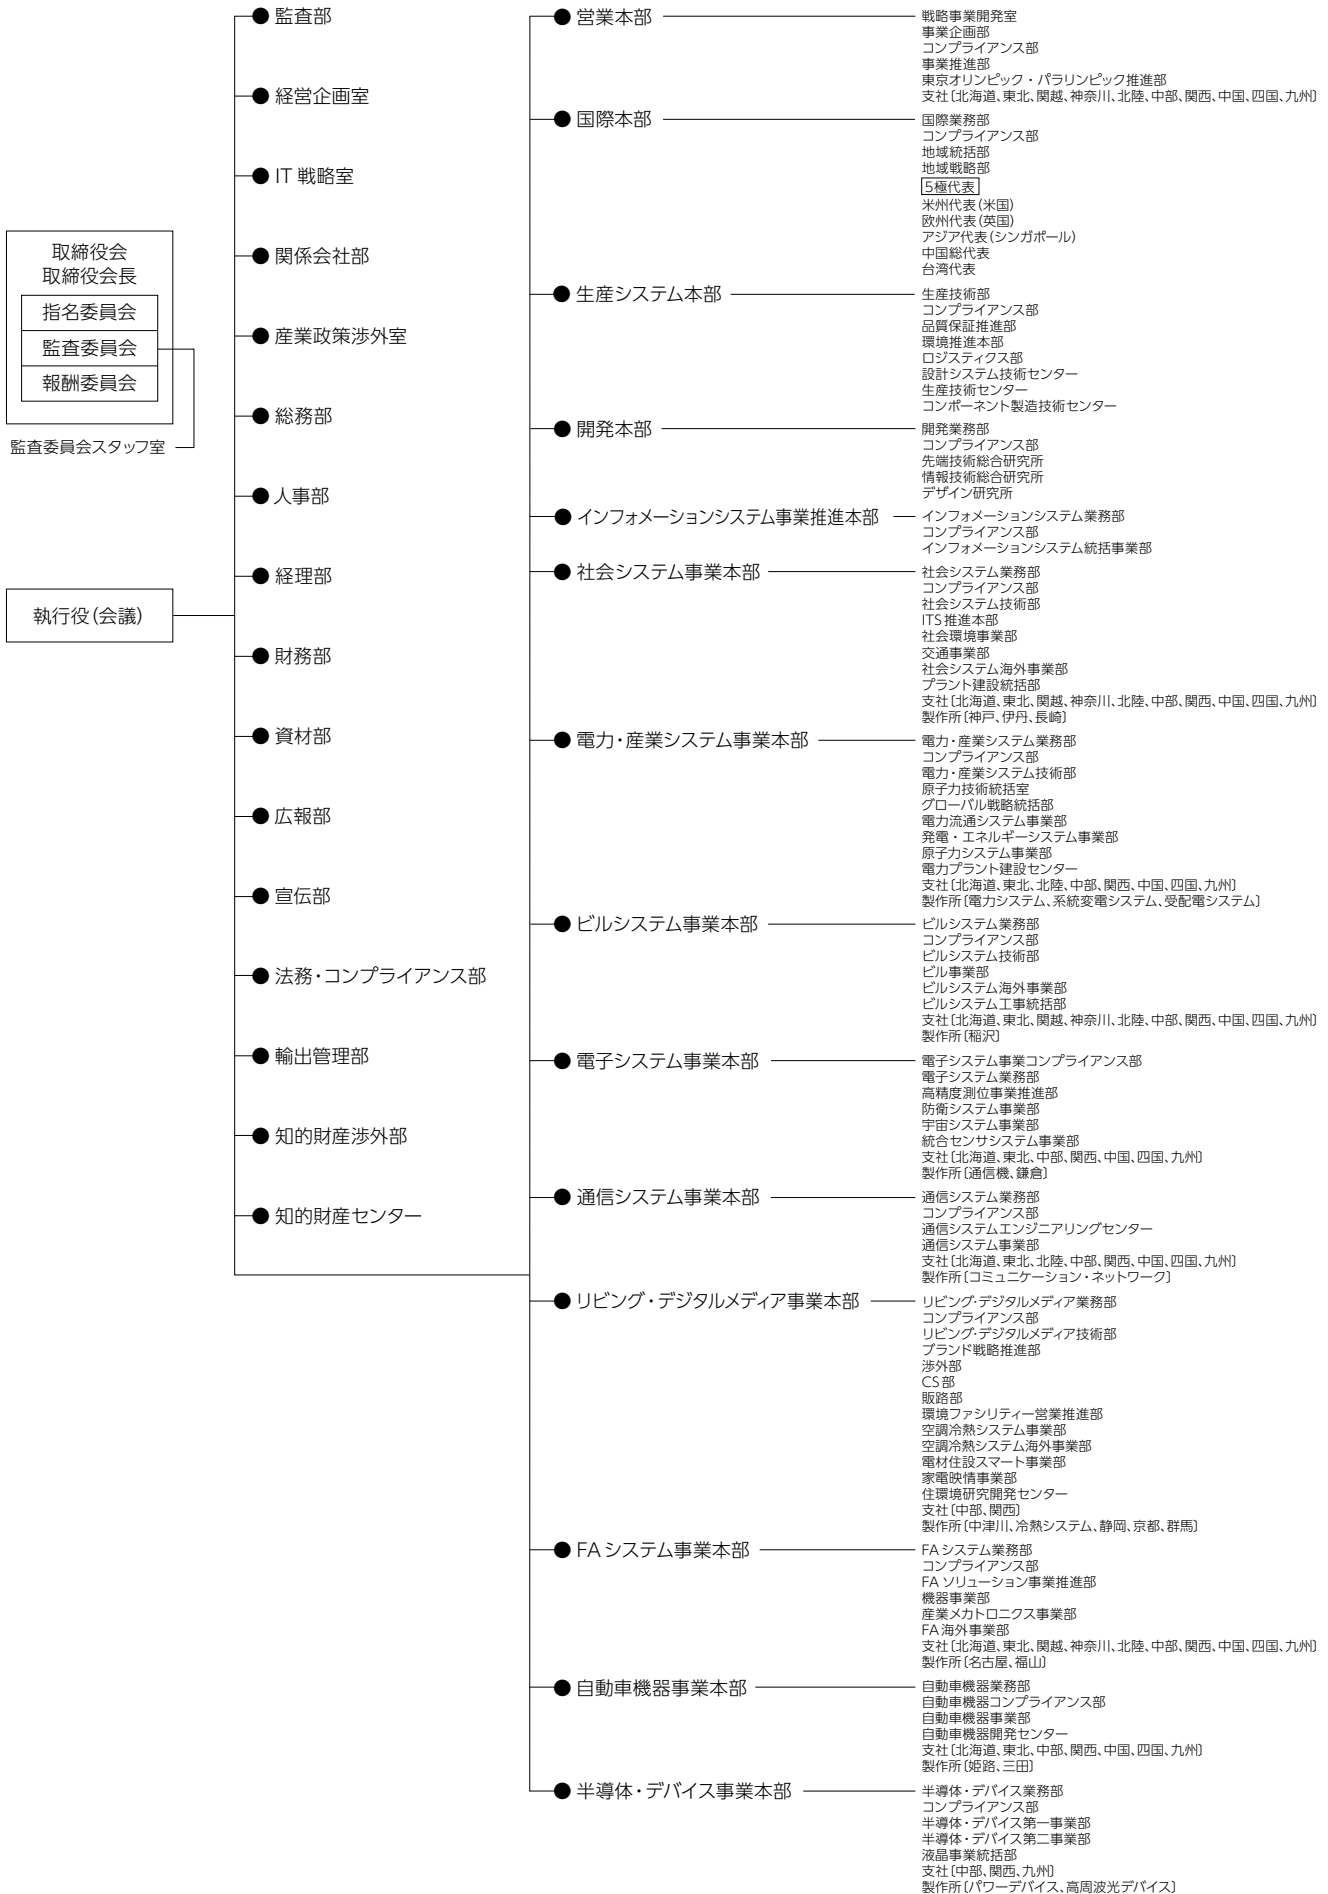 取締役会
取締役会長
指名委員会
監査委員会
報酬委員会
監査委員会スタッフ室
執行役(会議)
監査部
経営企画室
IT 戦略室
関係会社部
産業政策渉外室
総務部
人事部
経理部
財務部
資材部
広報部
宣伝部
法務・コンプライアンス部
輸出管理部
知的財産渉外部
知的財産センター
営業本部
戦略事業開発室
事業企画部
コンプライアンス部
事業推進部
東京オリンピック・パラリンピック推進部
支社〔北海道、東北、関越、神奈川、北陸、中部、関西、中国、四国、九州〕
国際本部
国際業務部
コンプライアンス部
地域統括部
地域戦略部
5極代表
米州代表(米国)
欧州代表(英国)
アジア代表(シンガポール)
中国総代表
台湾代表
生産システム本部
生産技術部
コンプライアンス部
品質保証推進部
環境推進本部
ロジスティクス部
設計システム技術センター
生産技術センター
コンポーネント製造技術センター
開発本部
開発業務部
コンプライアンス部
先端技術総合研究所
情報技術総合研究所
デザイン研究所
インフォメーションシステム事業推進本部
インフォメーションシステム業務部
コンプライアンス部
インフォメーションシステム統括事業部
社会システム事業本部
社会システム業務部
コンプライアンス部
社会システム技術部
ITS推進本部
社会環境事業部
交通事業部
社会システム海外事業部
プラント建設統括部
支社〔北海道、東北、関越、神奈川、北陸、中部、関西、中国、四国、九州〕
製作所〔神戸、伊丹、長崎〕
電力・産業システム事業本部
電力・産業システム業務部
コンプライアンス部
電力・産業システム技術部
原子力技術統括室
グローバル戦略統括部
電力流通システム事業部
発電・エネルギーシステム事業部
原子力システム事業部
電力プラント建設センター
支社〔北海道、東北、北陸、中部、関西、中国、四国、九州〕
製作所〔電力システム、系統変電システム、受配電システム〕
ビルシステム事業本部
ビルシステム業務部
コンプライアンス部
ビルシステム技術部
ビル事業部
ビルシステム海外事業部
ビルシステム工事統括部
支社〔北海道、東北、関越、神奈川、北陸、中部、関西、中国、四国、九州〕
製作所〔稲沢〕
電子システム事業本部
電子システム事業コンプライアンス部
電子システム業務部
高精度測位事業推進部
防衛システム事業部
宇宙システム事業部
統合センサシステム事業部
支社〔北海道、東北、中部、関西、中国、四国、九州〕
製作所〔通信機、鎌倉〕
通信システム事業本部
通信システム業務部
コンプライアンス部
通信システムエンジニアリングセンター
通信システム事業部
支社〔北海道、東北、北陸、中部、関西、中国、四国、九州〕
製作所〔コミュニケーション・ネットワーク〕
リビング・デジタルメディア事業本部
リビング・デジタルメディア業務部
コンプライアンス部
リビング・デジタルメディア技術部
ブランド戦略推進部
渉外部
CS部
販路部
環境ファシリティー営業推進部
空調冷熱システム事業部
空調冷熱システム海外事業部
電材住設スマート事業部
家電映情事業部
住環境研究開発センター
支社〔中部、関西〕
製作所〔中津川、冷熱システム、静岡、京都、群馬〕
FAシステム事業本部
FAシステム業務部
コンプライアンス部
FAソリューション事業推進部
機器事業部
産業メカトロニクス事業部
FA海外事業部
支社〔北海道、東北、関越、神奈川、北陸、中部、関西、中国、四国、九州〕
製作所〔名古屋、福山〕
自動車機器事業本部
自動車機器業務部
自動車機器コンプライアンス部
自動車機器事業部
自動車機器開発センター
支社〔北海道、東北、中部、関西、中国、四国、九州〕
製作所〔姫路、三田〕
半導体・デバイス事業本部
半導体・デバイス業務部
コンプライアンス部
半導体・デバイス第一事業部
半導体・デバイス第二事業部
液晶事業統括部
支社〔中部、関西、九州〕
製作所〔パワーデバイス、高周波光デバイス〕